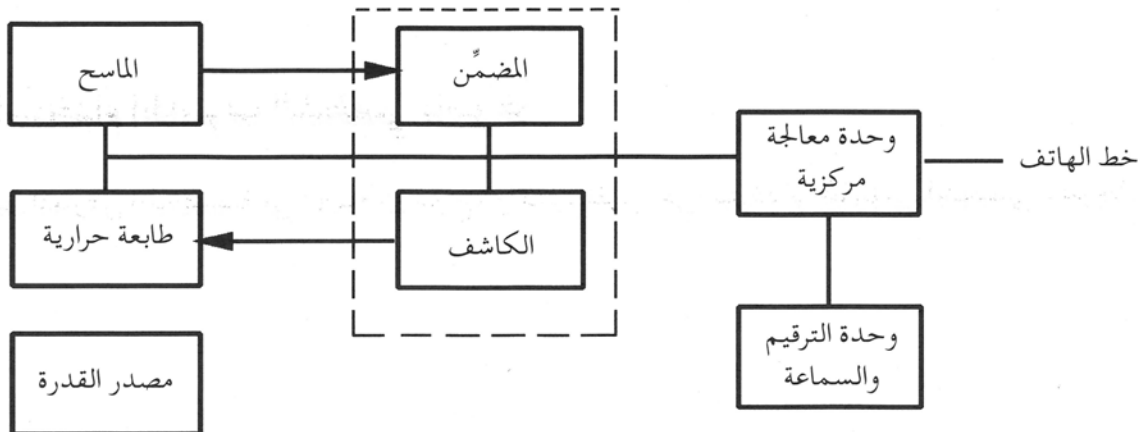 الماسح
المضمِّن
وحدة معالجة
مركزية
خط الهاتف
طابعة حرارية
الكاشف
وحدة الترقيم
والسماعة
مصدر القدرة